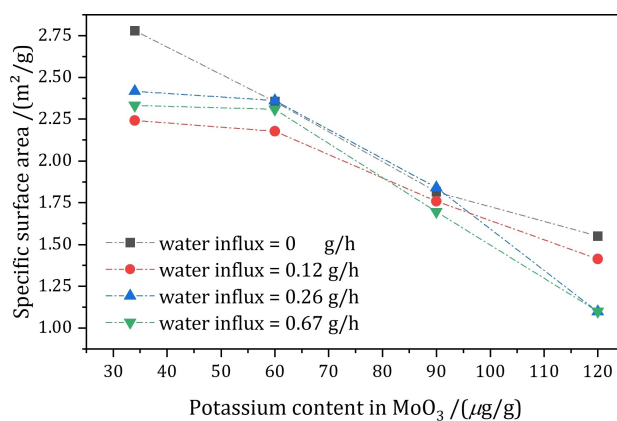 Specific surface area /(m²/g)
2.75
2.50
2.25
2.00
1.75
1.50
1.25
1.00
water influx = 0 g/h
water influx = 0.12 g/h
water influx = 0.26 g/h
water influx = 0.67 g/h
30 40 50 60 70 80 90 100 110 120
Potassium content in MoO₃ /(μg/g)